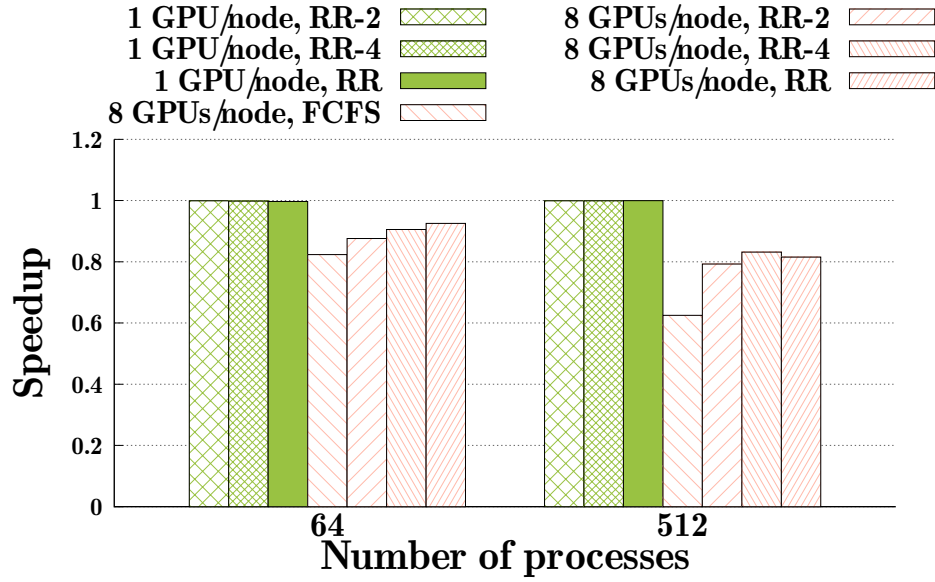 1 GPU/node, RR-2
1 GPU/node, RR-4
1 GPU/node, RR
8 GPUs/node, FCFS
8 GPUs/node, RR-2
8 GPUs/node, RR-4
8 GPUs/node, RR
Speedup
1.2
1
0.8
0.6
0.4
0.2
0
64
512
Number of processes